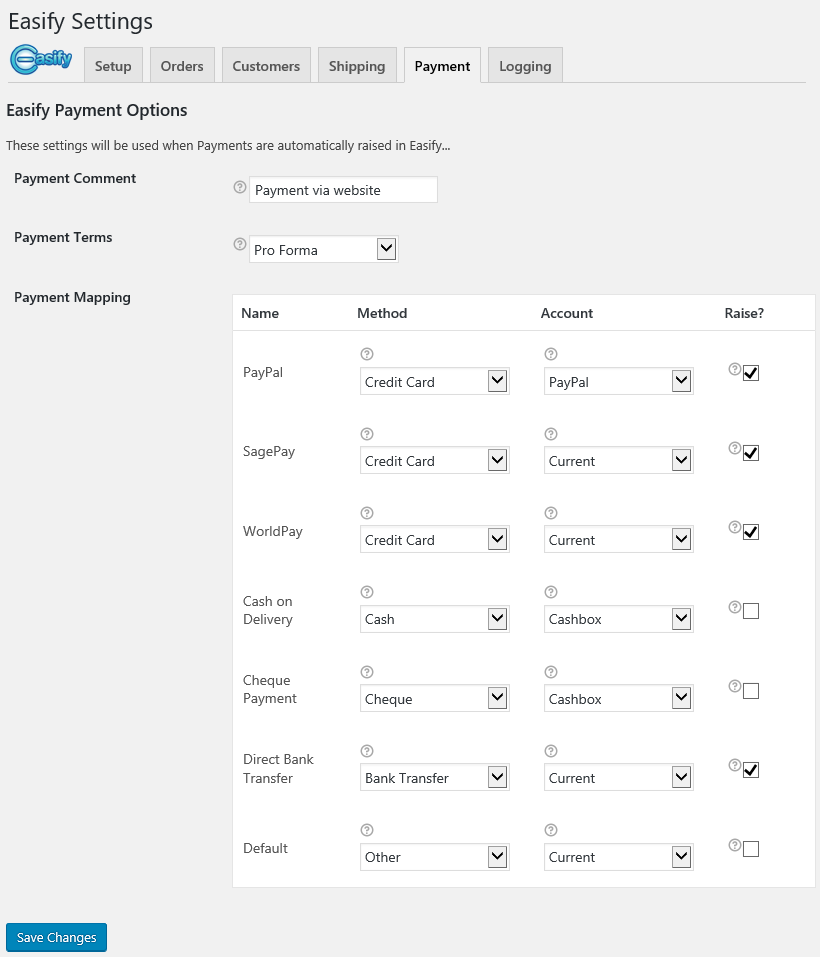 Easify Settings
Easify Setup Orders Customers Shipping Payment Logging
Easify Payment Options
These settings will be used when Payments are automatically raised in Easify...
Payment Comment ? Payment via website
Payment Terms ? Pro Forma
Payment Mapping
Name Method Account Raise?
? ?
PayPal Credit Card PayPal ?
? ?
SagePay Credit Card Current ?
? ?
WorldPay Credit Card Current ?
? ?
Cash on
Delivery Cash Cashbox ?
? ?
Cheque
Payment Cheque Cashbox ?
? ?
Direct Bank
Transfer Bank Transfer Current ?
? ?
Default Other Current ?
Save Changes